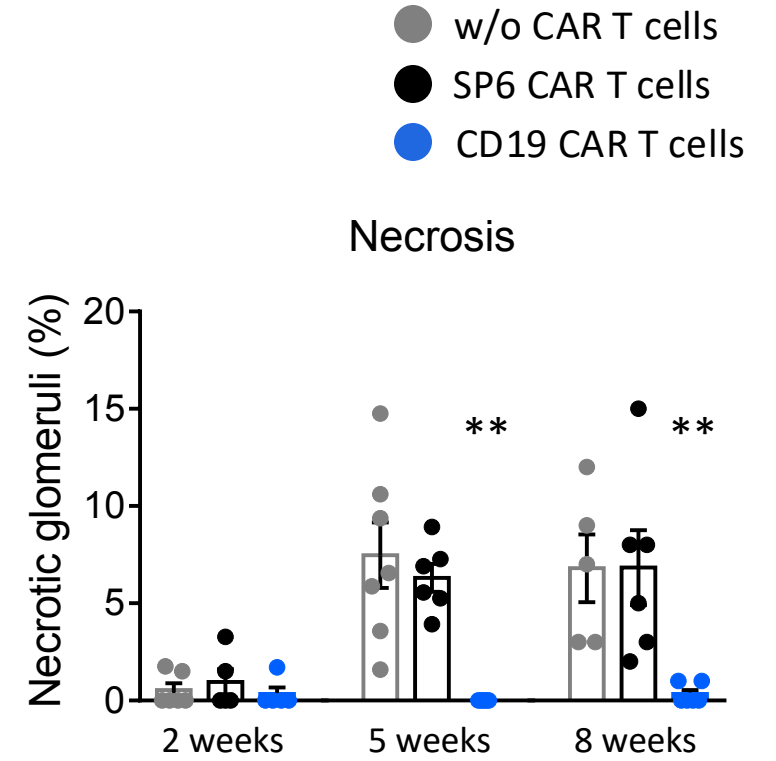 w/o CAR T cells
SP6 CAR T cells
CD19 CAR T cells
Necrosis
Necrotic glomeruli (%)
20
15
10
5
0
**
**
2 weeks
5 weeks
8 weeks